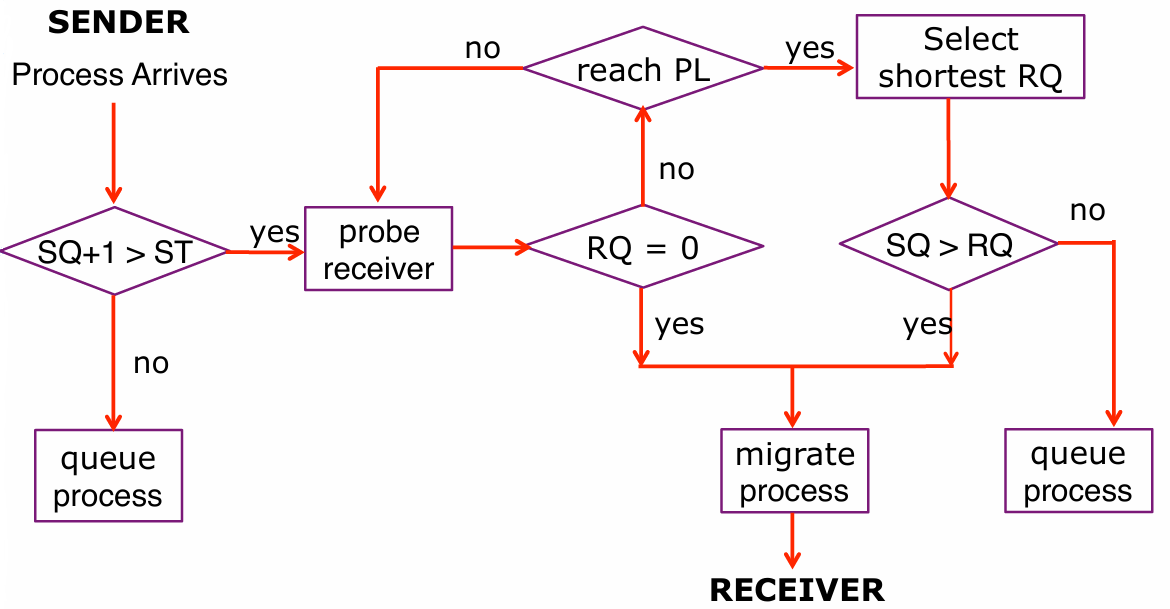 SENDER
Process Arrives
SQ+1 > ST
yes
no
queue
process
probe
receiver
RQ = 0
no
yes
reach PL
no
yes
Select
shortest RQ
SQ > RQ
no
yes
migrate
process
queue
process
RECEIVER